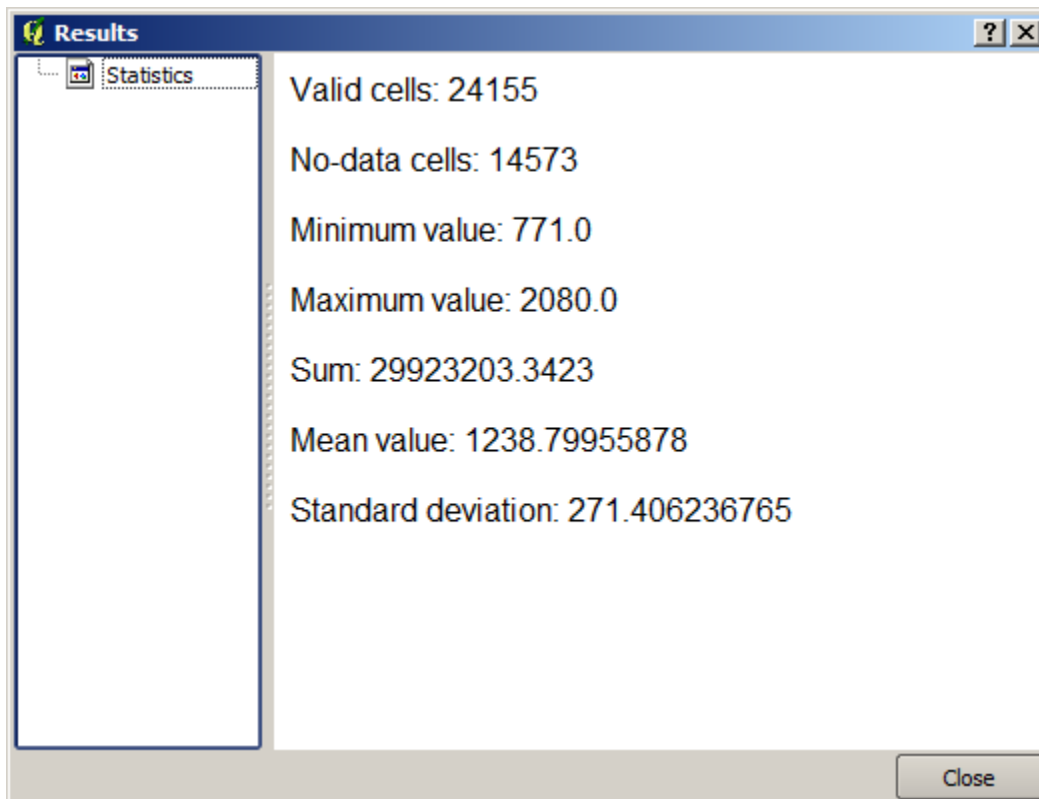 Results
Statistics
Valid cells: 24155
No-data cells: 14573
Minimum value: 771.0
Maximum value: 2080.0
Sum: 29923203.3423
Mean value: 1238.79955878
Standard deviation: 271.406236765
Close